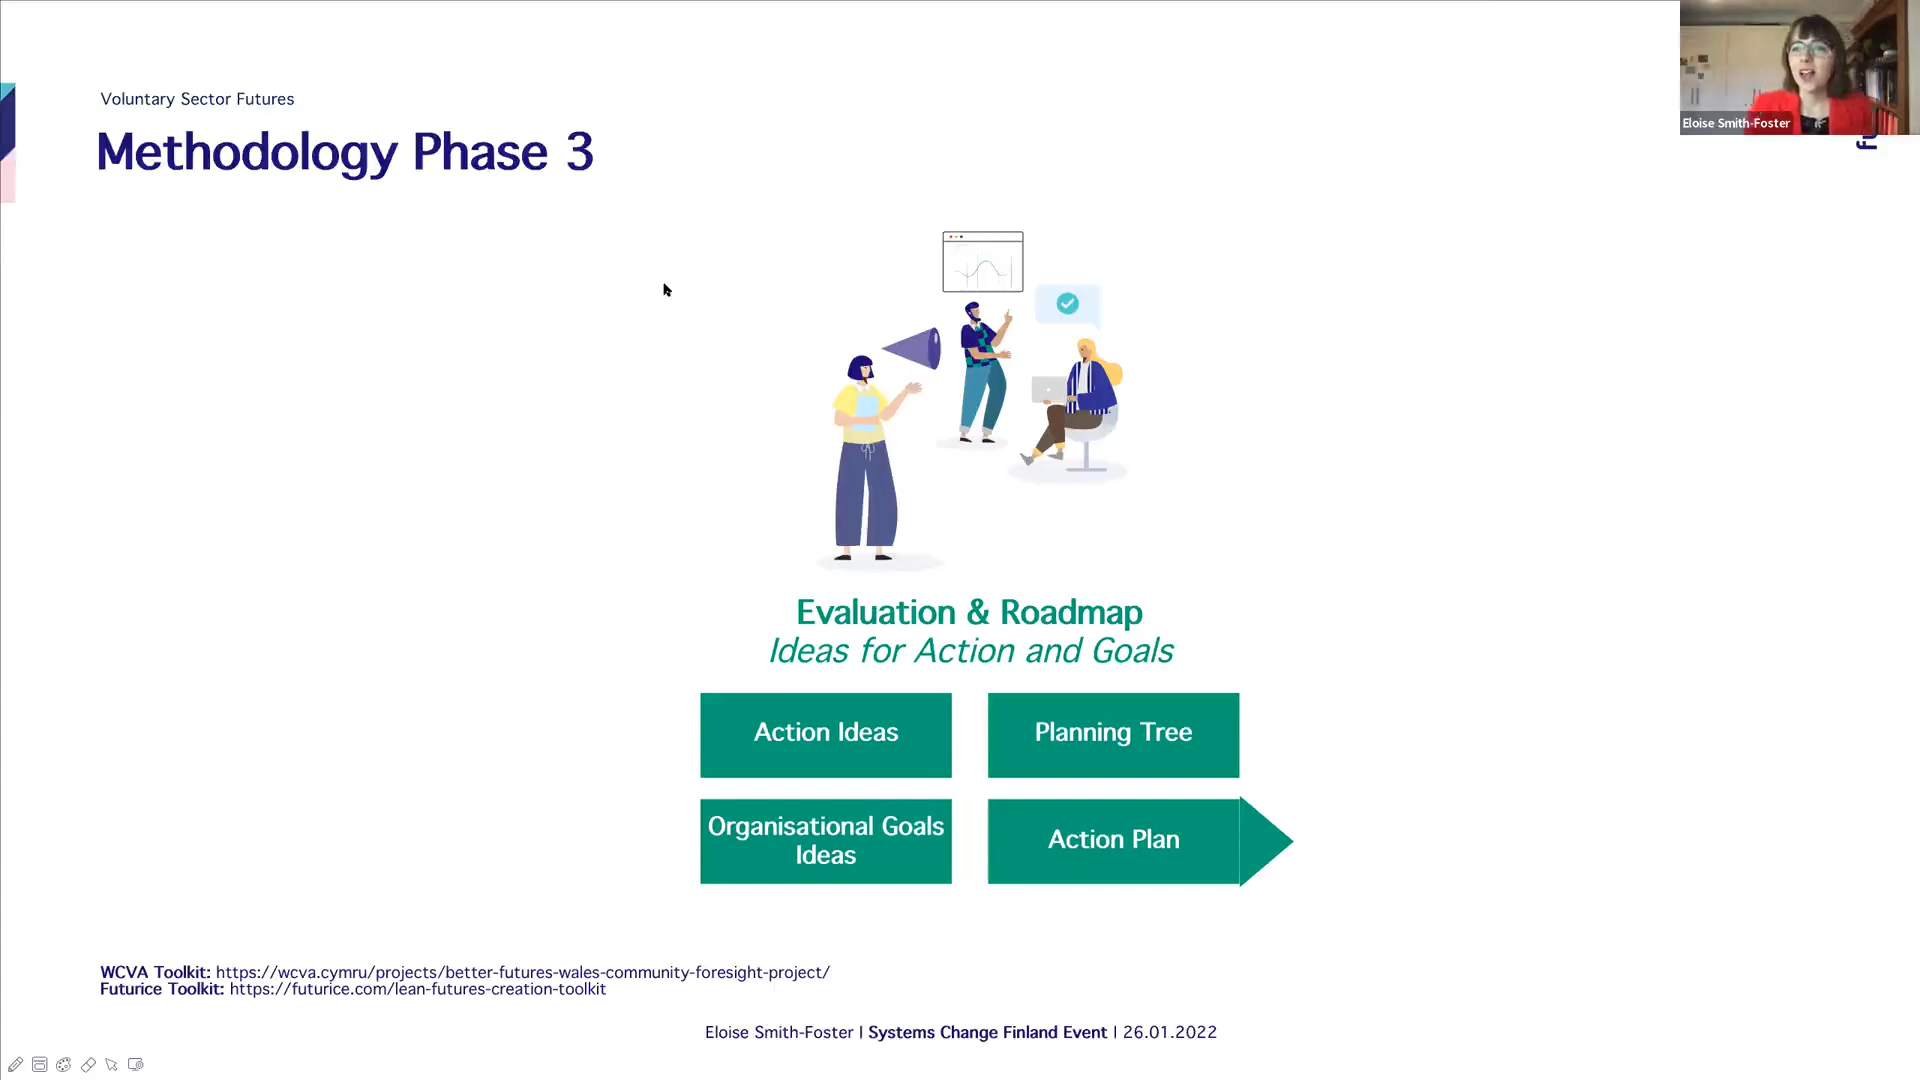 Voluntary Sector Futures
Methodology Phase 3
Eloise Smith-Foster
fu
Evaluation & Roadmap
Ideas for Action and Goals
Action Ideas
Planning Tree
Organisational Goals
Ideas
Action Plan
WCVA Toolkit: https://wcva.cymru/projects/better-futures-wales-community-foresight-project/
Futurice Toolkit: https://futurice.com/lean-futures-creation-toolkit
Eloise Smith-Foster I Systems Change Finland Event I 26.01.2022